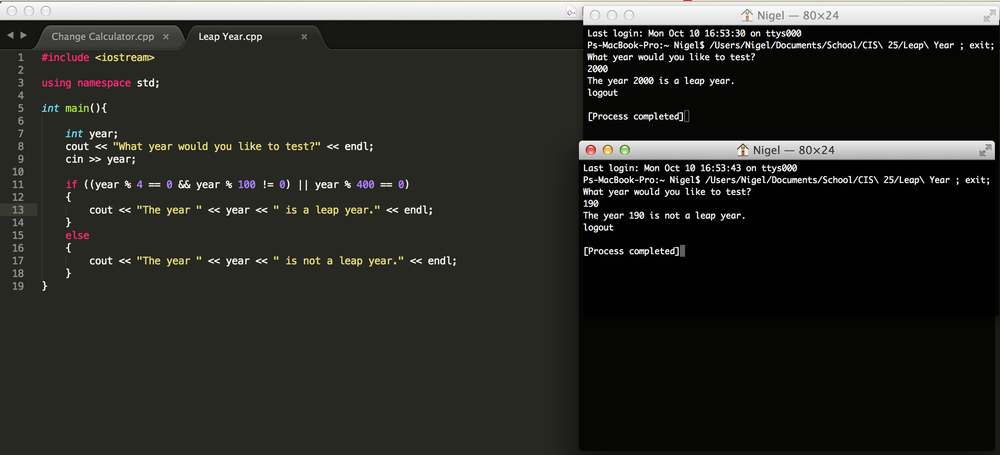 Change Calculator.cpp
Leap Year.cpp
1 #include <iostream>
2
3 using namespace std;
4
5 int main(){
6
7 int year;
8 cout << "What year would you like to test?" << endl;
9 cin >> year;
10
11 if ((year % 4 == 0 && year % 100 != 0) || year % 400 == 0)
12 {
13 cout << "The year " << year << " is a leap year." << endl;
14 }
15 else
16 {
17 cout << "The year " << year << " is not a leap year." << endl;
18 }
19 }
C++
Nigel — 80×24
Last login: Mon Oct 10 16:53:30 on ttys000
Ps-MacBook-Pro:~ Nigel$ /Users/Nigel/Documents/School/CIS\ 25/Leap\ Year ; exit;
What year would you like to test?
2000
The year 2000 is a leap year.
logout
[Process completed]
Nigel — 80×24
Last login: Mon Oct 10 16:53:43 on ttys000
Ps-MacBook-Pro:~ Nigel$ /Users/Nigel/Documents/School/CIS\ 25/Leap\ Year ; exit;
What year would you like to test?
190
The year 190 is not a leap year.
logout
[Process completed]